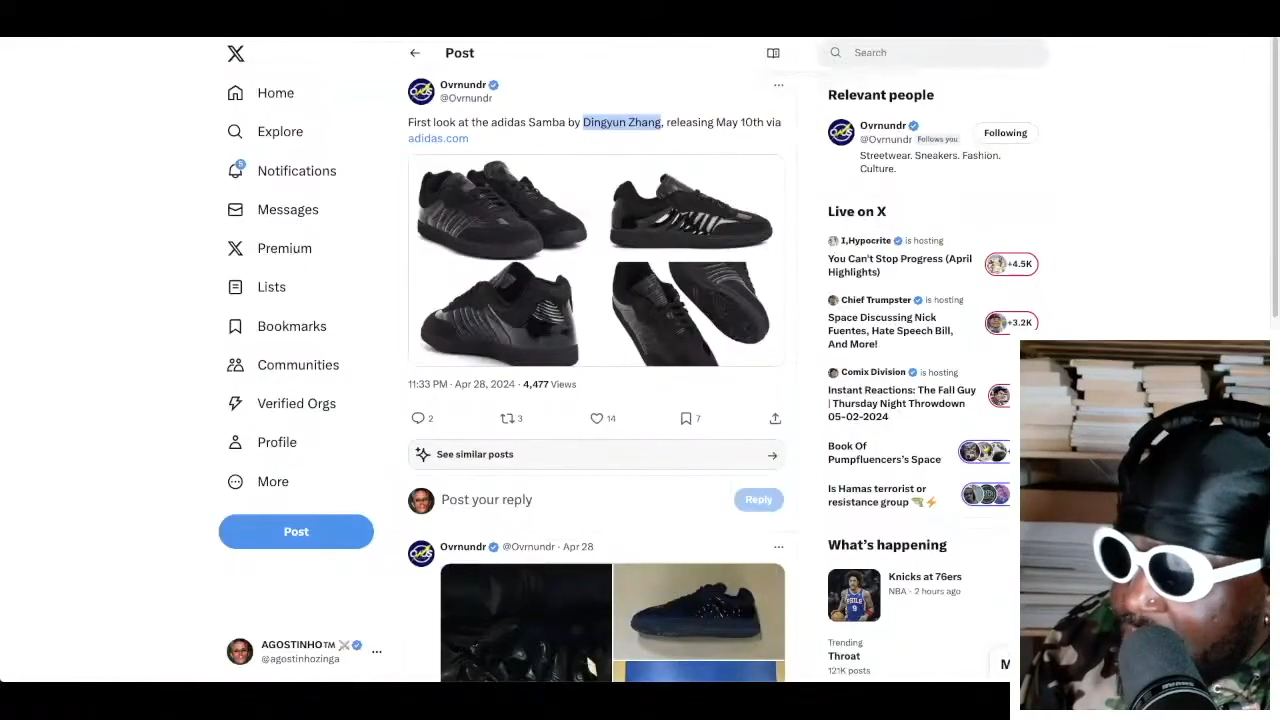 Home
Explore
5
Notifications
Messages
Premium
Lists
Bookmarks
Communities
Verified Orgs
Profile
More
Post
AGOSTINHO™
@agostinhozinga
Post
Ovrnundr
@Ovrnundr
First look at the adidas Samba by Dingyun Zhang, releasing May 10th via
adidas.com
11:33 PM · Apr 28, 2024 · 4,477 Views
2
3
14
7
See similar posts
Post your reply
Reply
Ovrnundr @Ovrnundr · Apr 28
Search
Relevant people
Ovrnundr
@Ovrnundr Follows you
Following
Streetwear. Sneakers. Fashion.
Culture.
Live on X
I,Hypocrite is hosting
You Can't Stop Progress (April
Highlights)
+4.5K
Chief Trumpster is hosting
Space Discussing Nick
Fuentes, Hate Speech Bill,
And More!
+3.2K
Comix Division is hosting
Instant Reactions: The Fall Guy
| Thursday Night Throwdown
05-02-2024
Book Of
Pumpfluencers's Space
Is Hamas terrorist or
resistance group
What's happening
Knicks at 76ers
NBA · 2 hours ago
Trending
Throat
121K posts